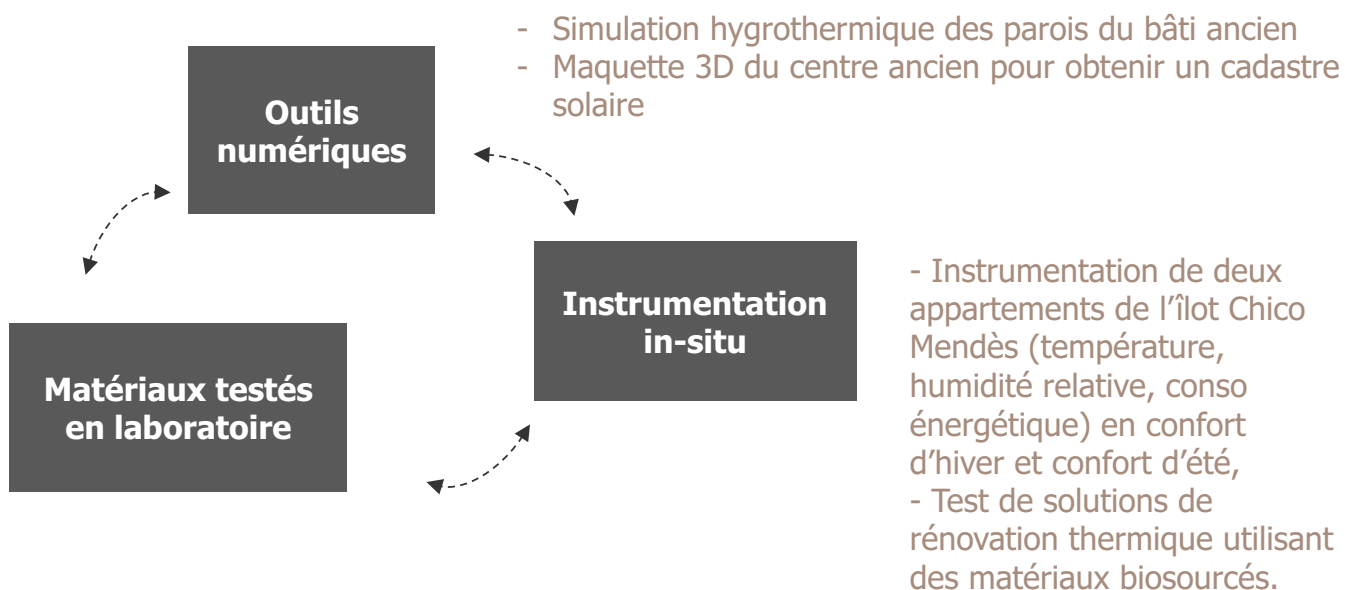 - Simulation hygrothermique des parois du bâti ancien
- Maquette 3D du centre ancien pour obtenir un cadastre
solaire
Outils
numériques
Instrumentation
in-situ
- Instrumentation de deux
appartements de l’îlot Chico
Mendès (température,
humidité relative, conso
énergétique) en confort
d’hiver et confort d’été,
- Test de solutions de
rénovation thermique utilisant
des matériaux biosourcés.
Matériaux testés
en laboratoire